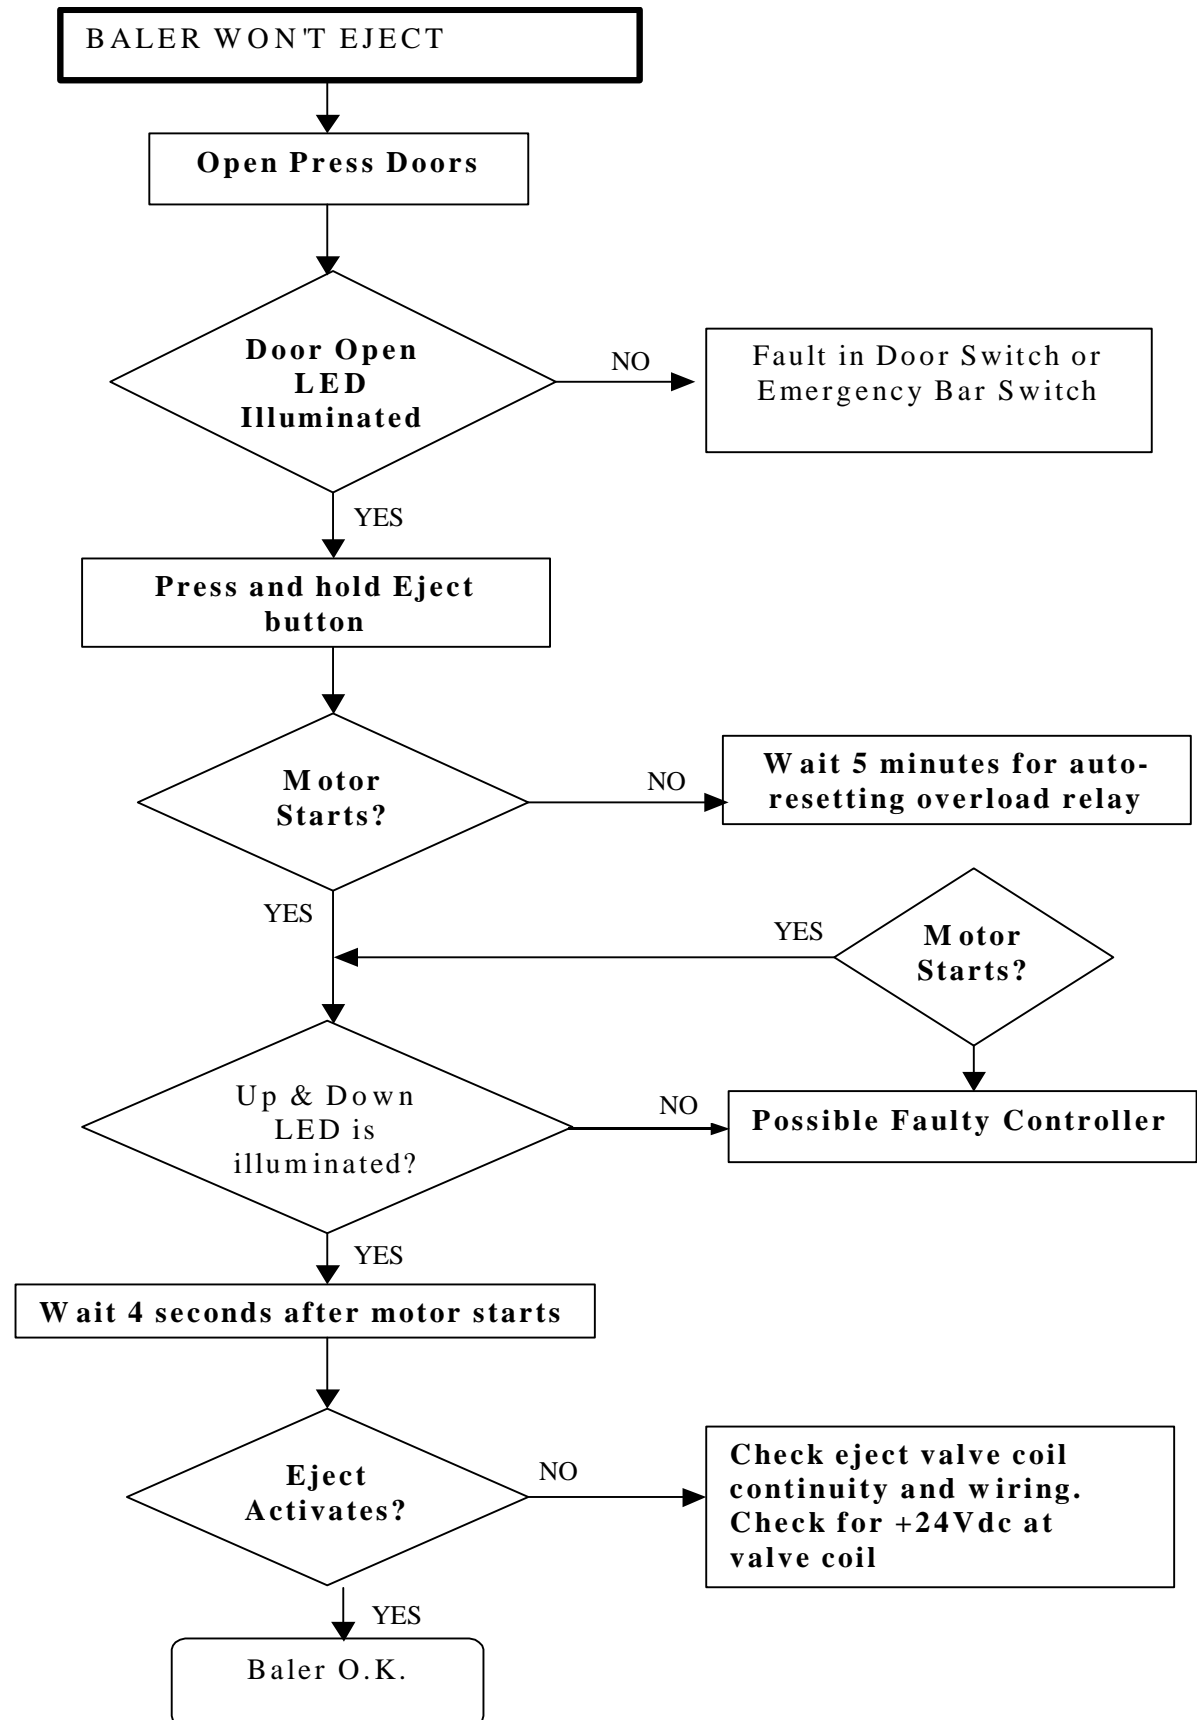 BALER WON'T EJECT
Open Press Doors
Door Open
LED
Illuminated
NO
Fault in Door Switch or
Emergency Bar Switch
YES
Press and hold Eject
button
Motor
Starts?
NO
Wait 5 minutes for auto-
resetting overload relay
YES
YES
Motor
Starts?
Up & Down
LED is
illuminated?
NO
Possible Faulty Controller
YES
Wait 4 seconds after motor starts
Eject
Activates?
NO
Check eject valve coil
continuity and wiring.
Check for +24Vdc at
valve coil
YES
Baler O.K.